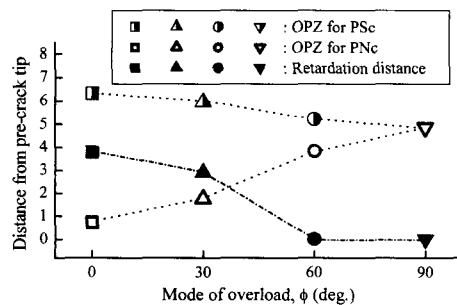 : OPZ for PSc
: OPZ for PNc
: Retardation distance
Distance from pre-crack tip
8
7
6
5
4
3
2
1
0
0 30 60 90
Mode of overload, ϕ (deg.)